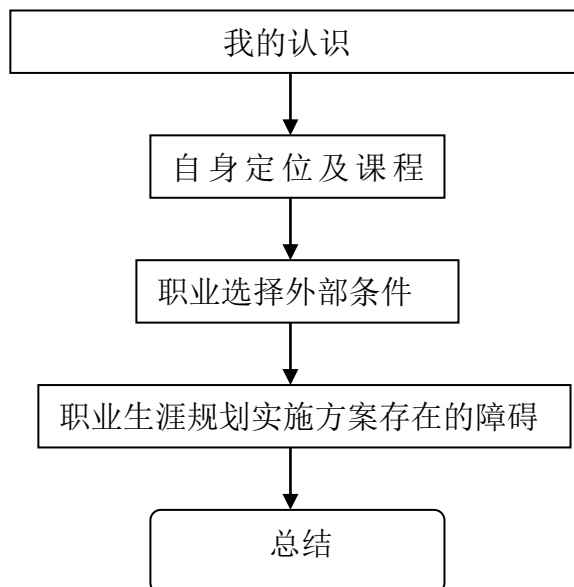 我的认识
自身定位及课程
职业选择外部条件
职业生涯规划实施方案存在的障碍
总结